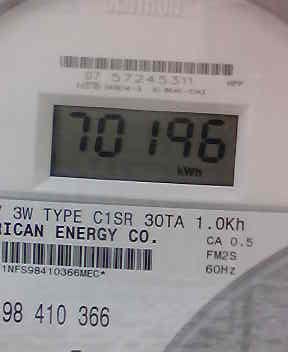 07 57245311
70196
kWh
3W TYPE C1SR 30TA 1.0Kh
RICAN ENERGY CO.
CA 0.5
FM2S
60Hz
1NFS98410366MEC*
98 410 366